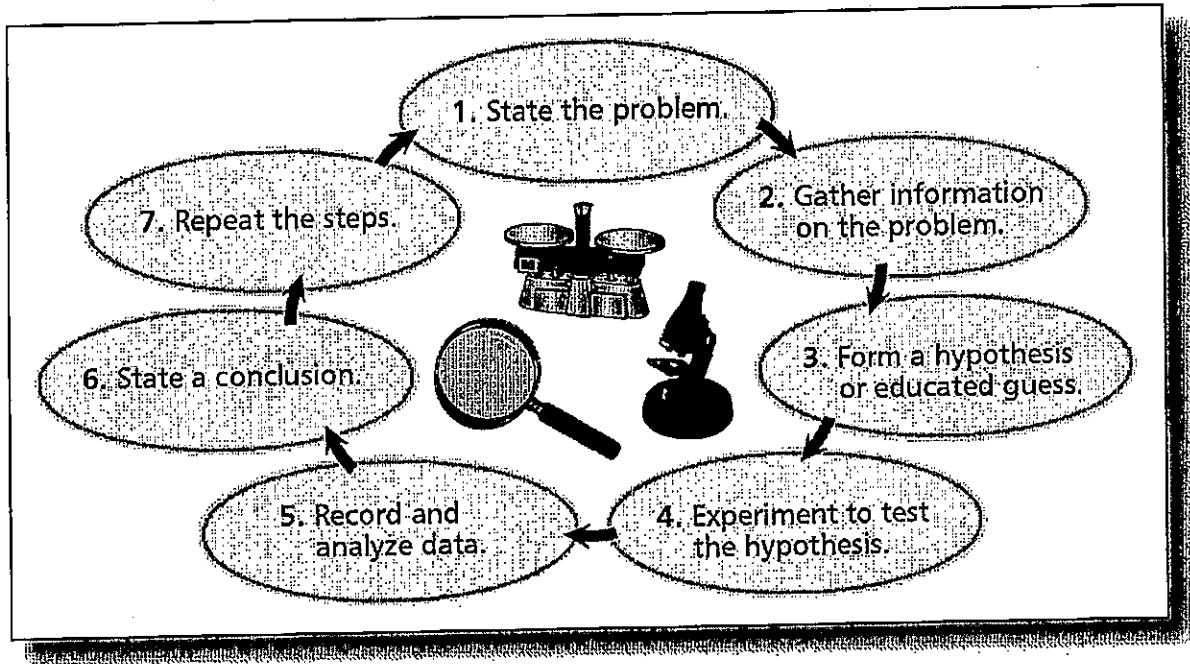 1. State the problem.
2. Gather information
on the problem.
3. Form a hypothesis
or educated guess.
4. Experiment to test
the hypothesis.
5. Record and
analyze data.
6. State a conclusion.
7. Repeat the steps.